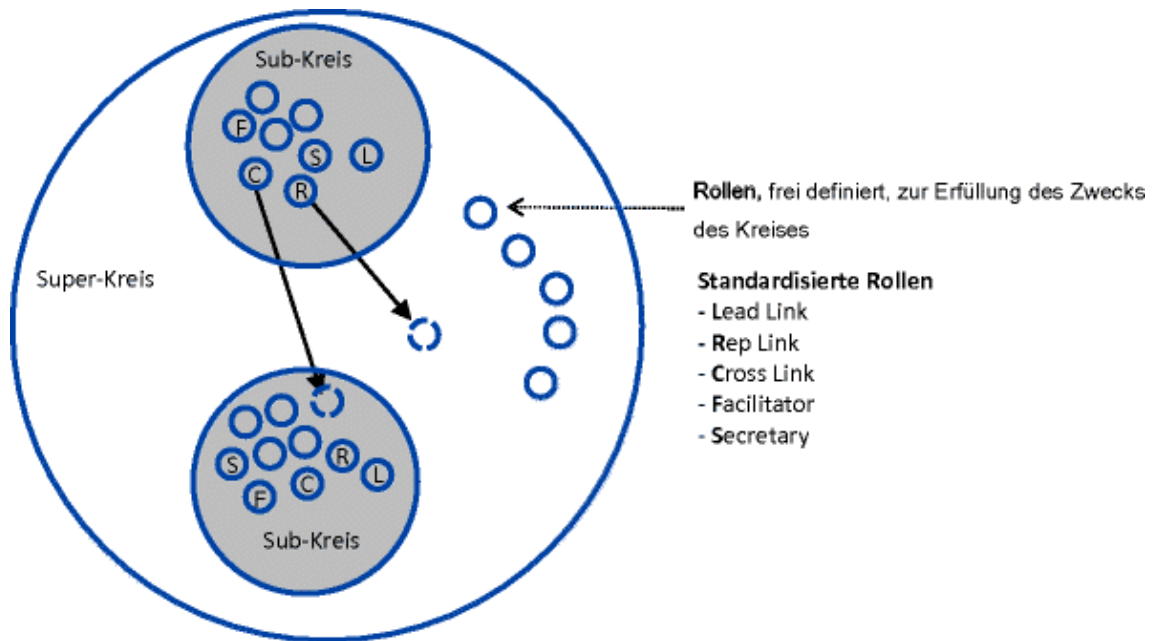 Sub-Kreis
F
S
L
C
R
Super-Kreis
S
F
C
R
L
Sub-Kreis
Rollen, frei definiert, zur Erfüllung des Zwecks
des Kreises
Standardisierte Rollen
- Lead Link
- Rep Link
- Cross Link
- Facilitator
- Secretary